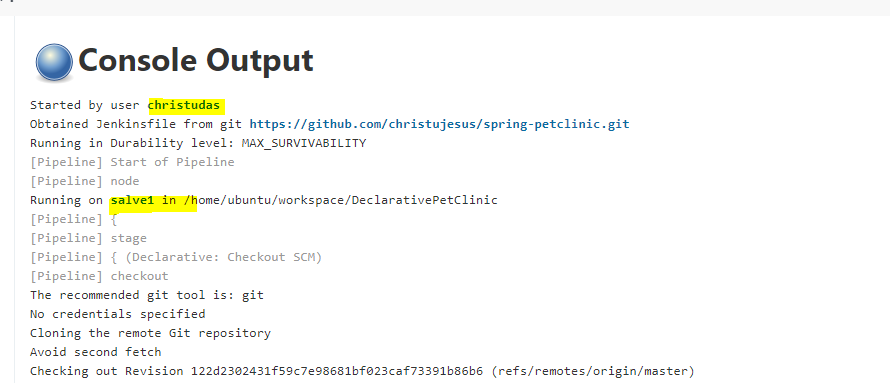 Console Output
Started by user christudas
Obtained Jenkinsfile from git https://github.com/christujesus/spring-petclinic.git
Running in Durability level: MAX_SURVIVABILITY
[Pipeline] Start of Pipeline
[Pipeline] node
Running on salve1 in /home/ubuntu/workspace/DeclarativePetClinic
[Pipeline] {
[Pipeline] stage
[Pipeline] { (Declarative: Checkout SCM)
[Pipeline] checkout
The recommended git tool is: git
No credentials specified
Cloning the remote Git repository
Avoid second fetch
Checking out Revision 122d2302431f59c7e98681bf023caf73391b86b6 (refs/remotes/origin/master)